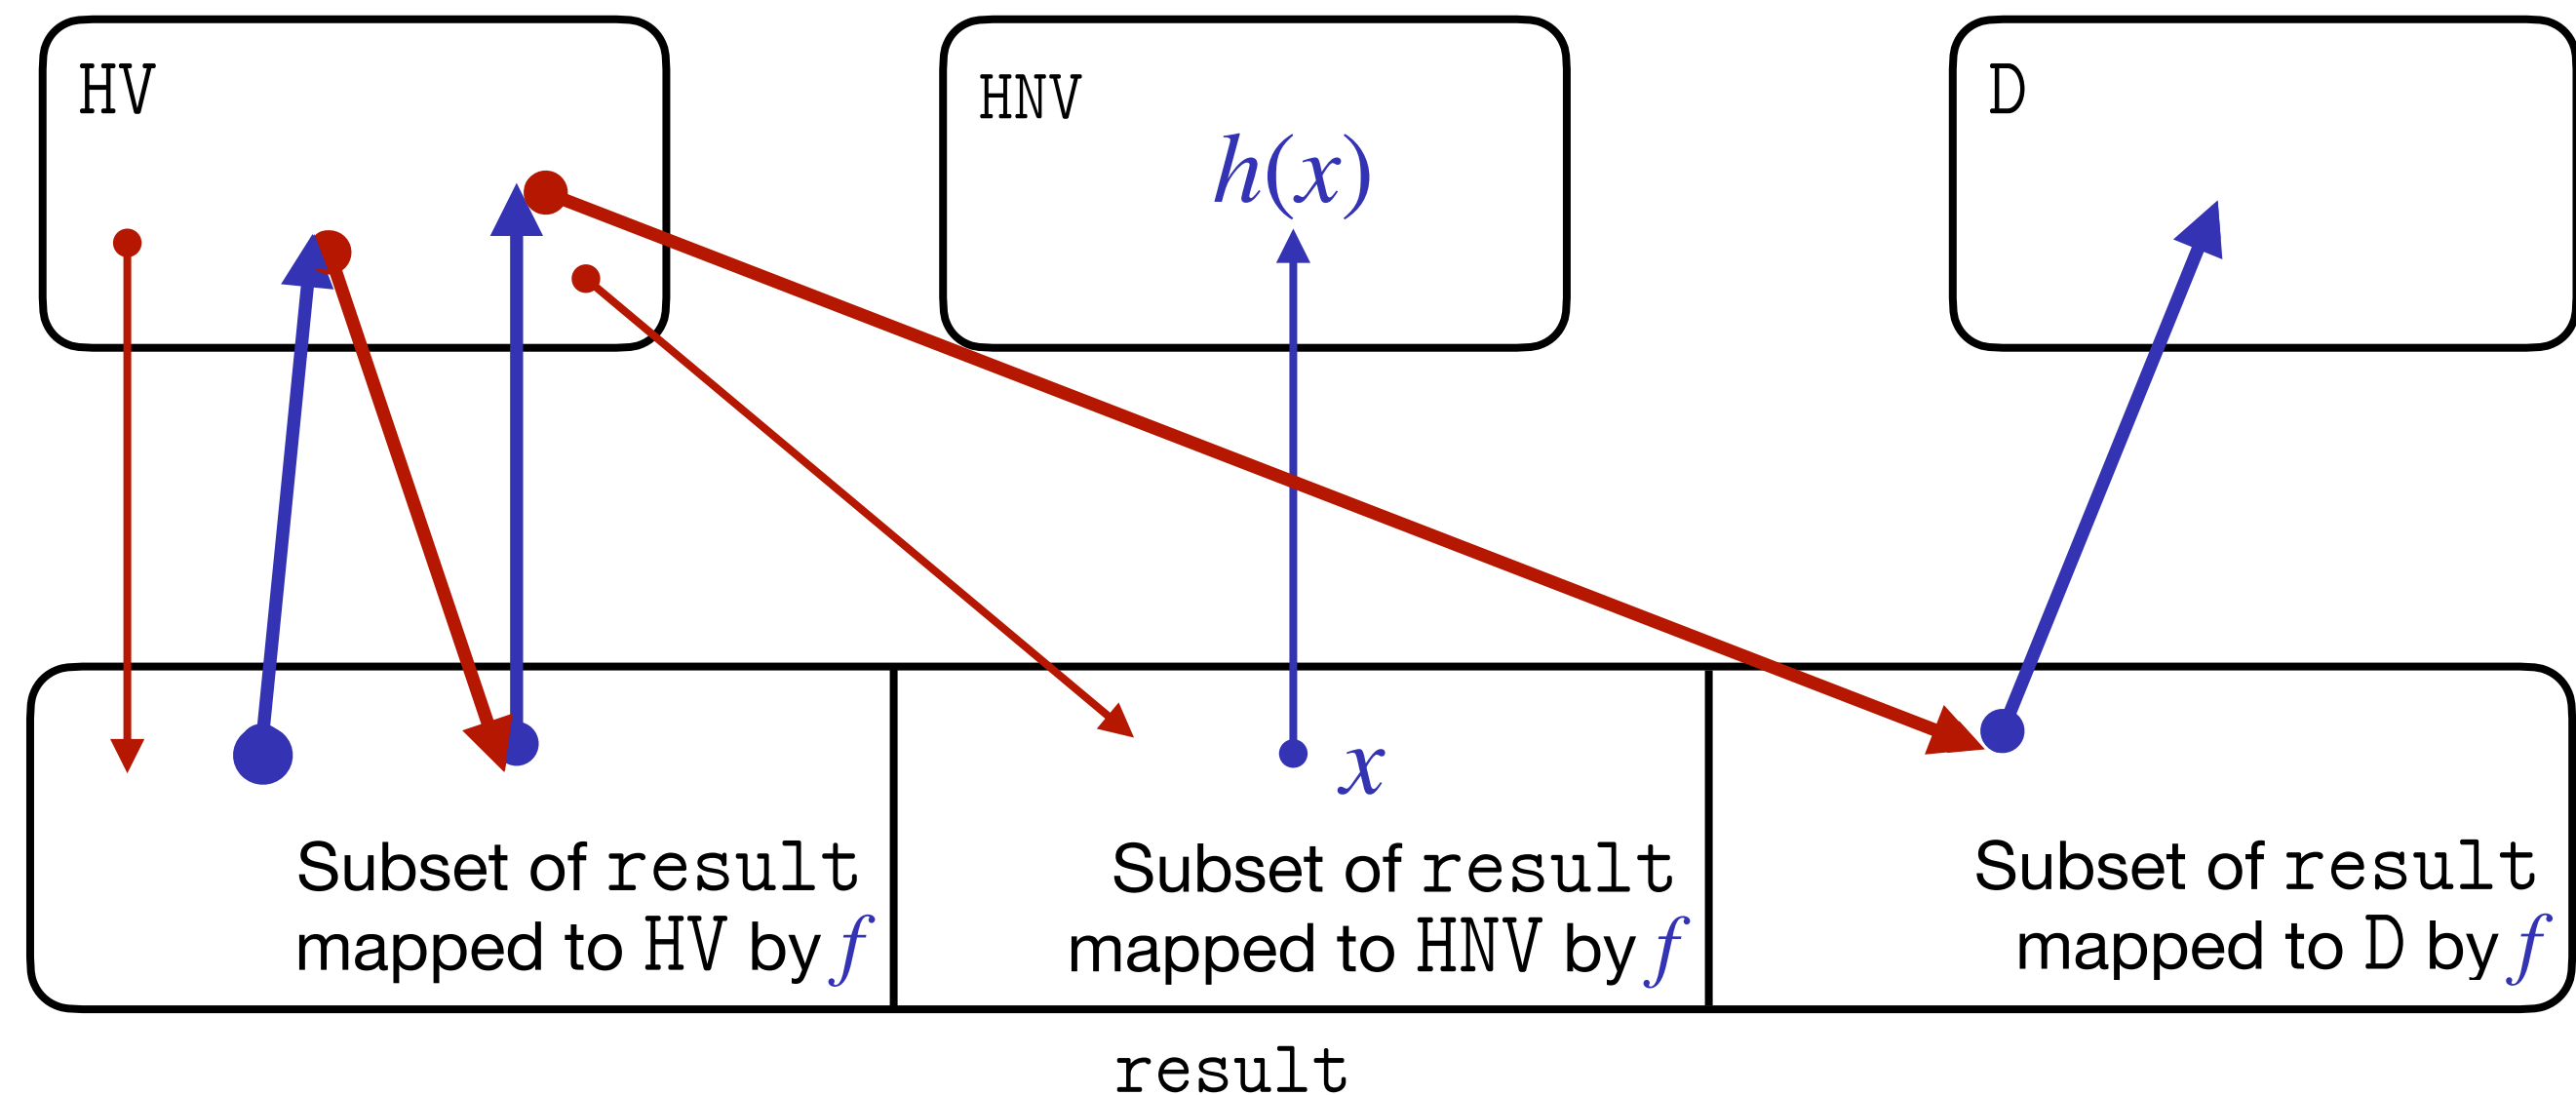 HV
HNV
D
h(x)
x
Subset of result
mapped to HV by f
Subset of result
mapped to HNV by f
Subset of result
mapped to D by f
result